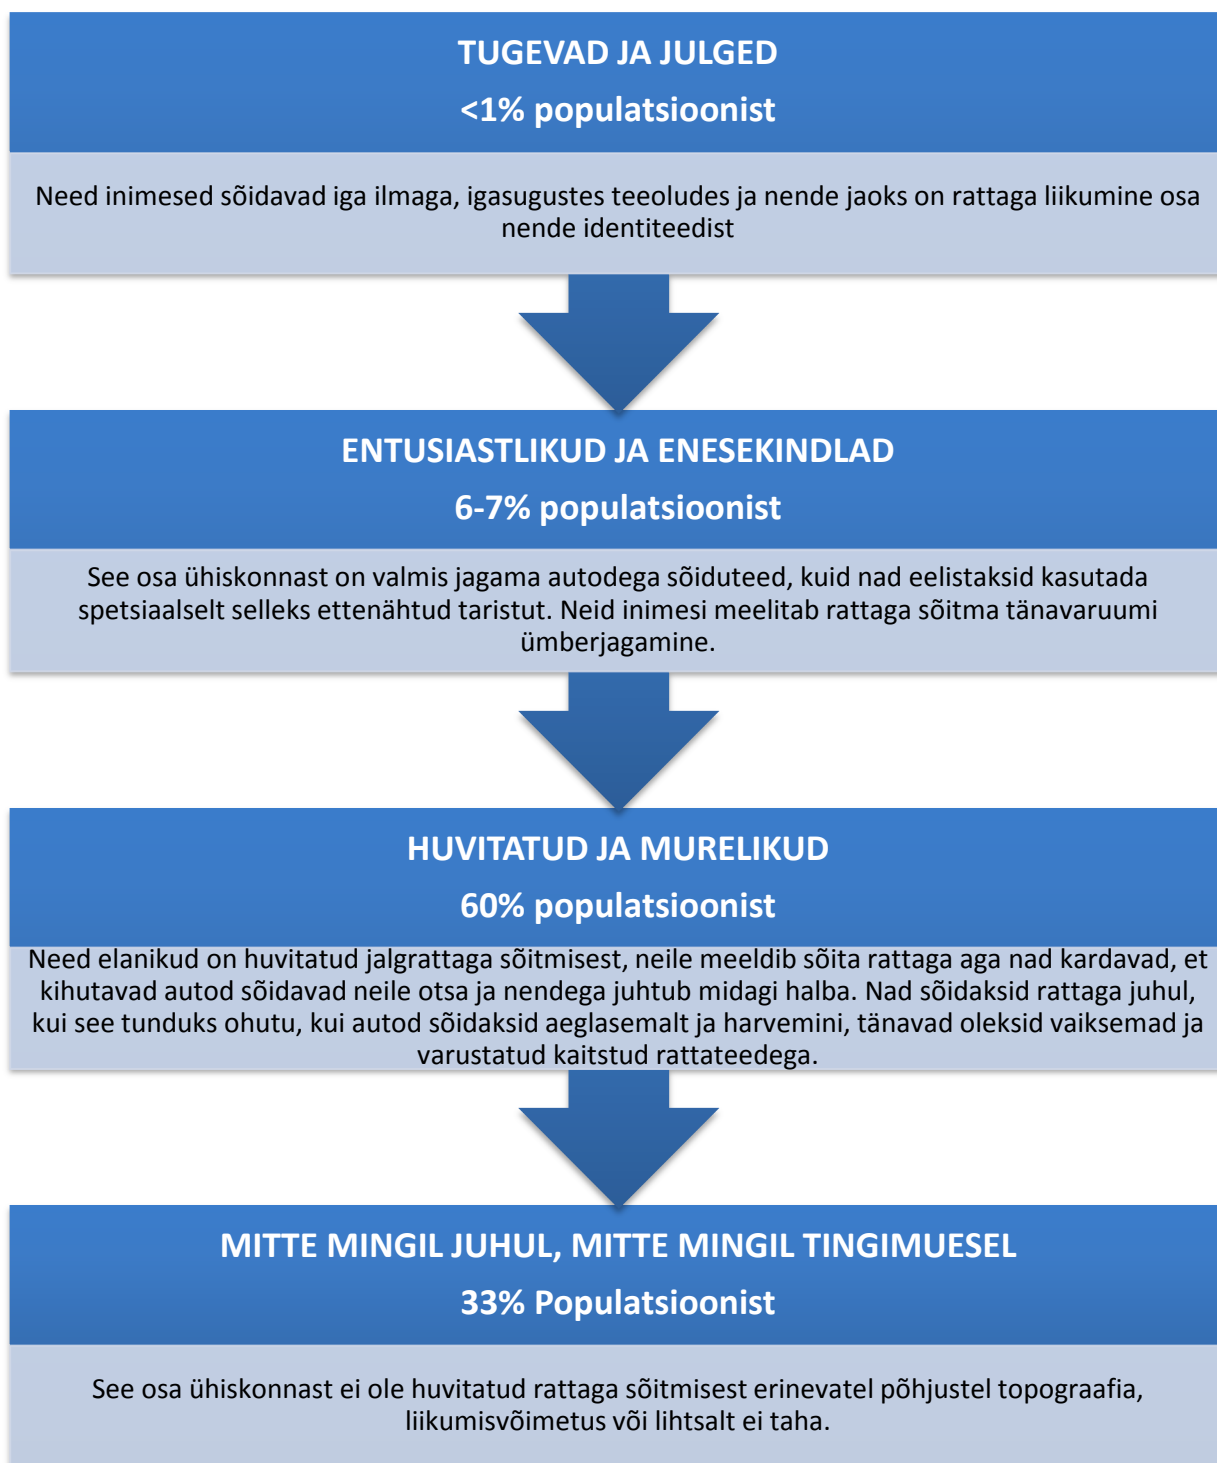 TUGEVAD JA JULGED
<1% populatsioonist
Need inimesed sõidavad iga ilmaga, igasugustes teeoludes ja nende jaoks on rattaga liikumine osa
nende identiteedist
ENTUSIASTLIKUD JA ENESEKINDLAD
6-7% populatsioonist
See osa ühiskonnast on valmis jagama autodega sõiduteed, kuid nad eelistaksid kasutada
spetsiaalselt selleks ettenähtud taristut. Neid inimesi meelitab rattaga sõitma tänavaruumi
ümberjagamine.
HUVITATUD JA MURELIKUD
60% populatsioonist
Need elanikud on huvitatud jalgrattaga sõitmisest, neile meeldib sõita rattaga aga nad kardavad, et
kihutavad autod sõidavad neile otsa ja nendega juhtub midagi halba. Nad sõidaksid rattaga juhul,
kui see tunduks ohutu, kui autod sõidaksid aeglasemalt ja harvemini, tänavad oleksid vaiksemad ja
varustatud kaitstud rattateedega.
MITTE MINGIL JUHUL, MITTE MINGIL TINGIMUESEL
33% Populatsioonist
See osa ühiskonnast ei ole huvitatud rattaga sõitmisest erinevatel põhjustel topograafia,
liikumisvõimetus või lihtsalt ei taha.